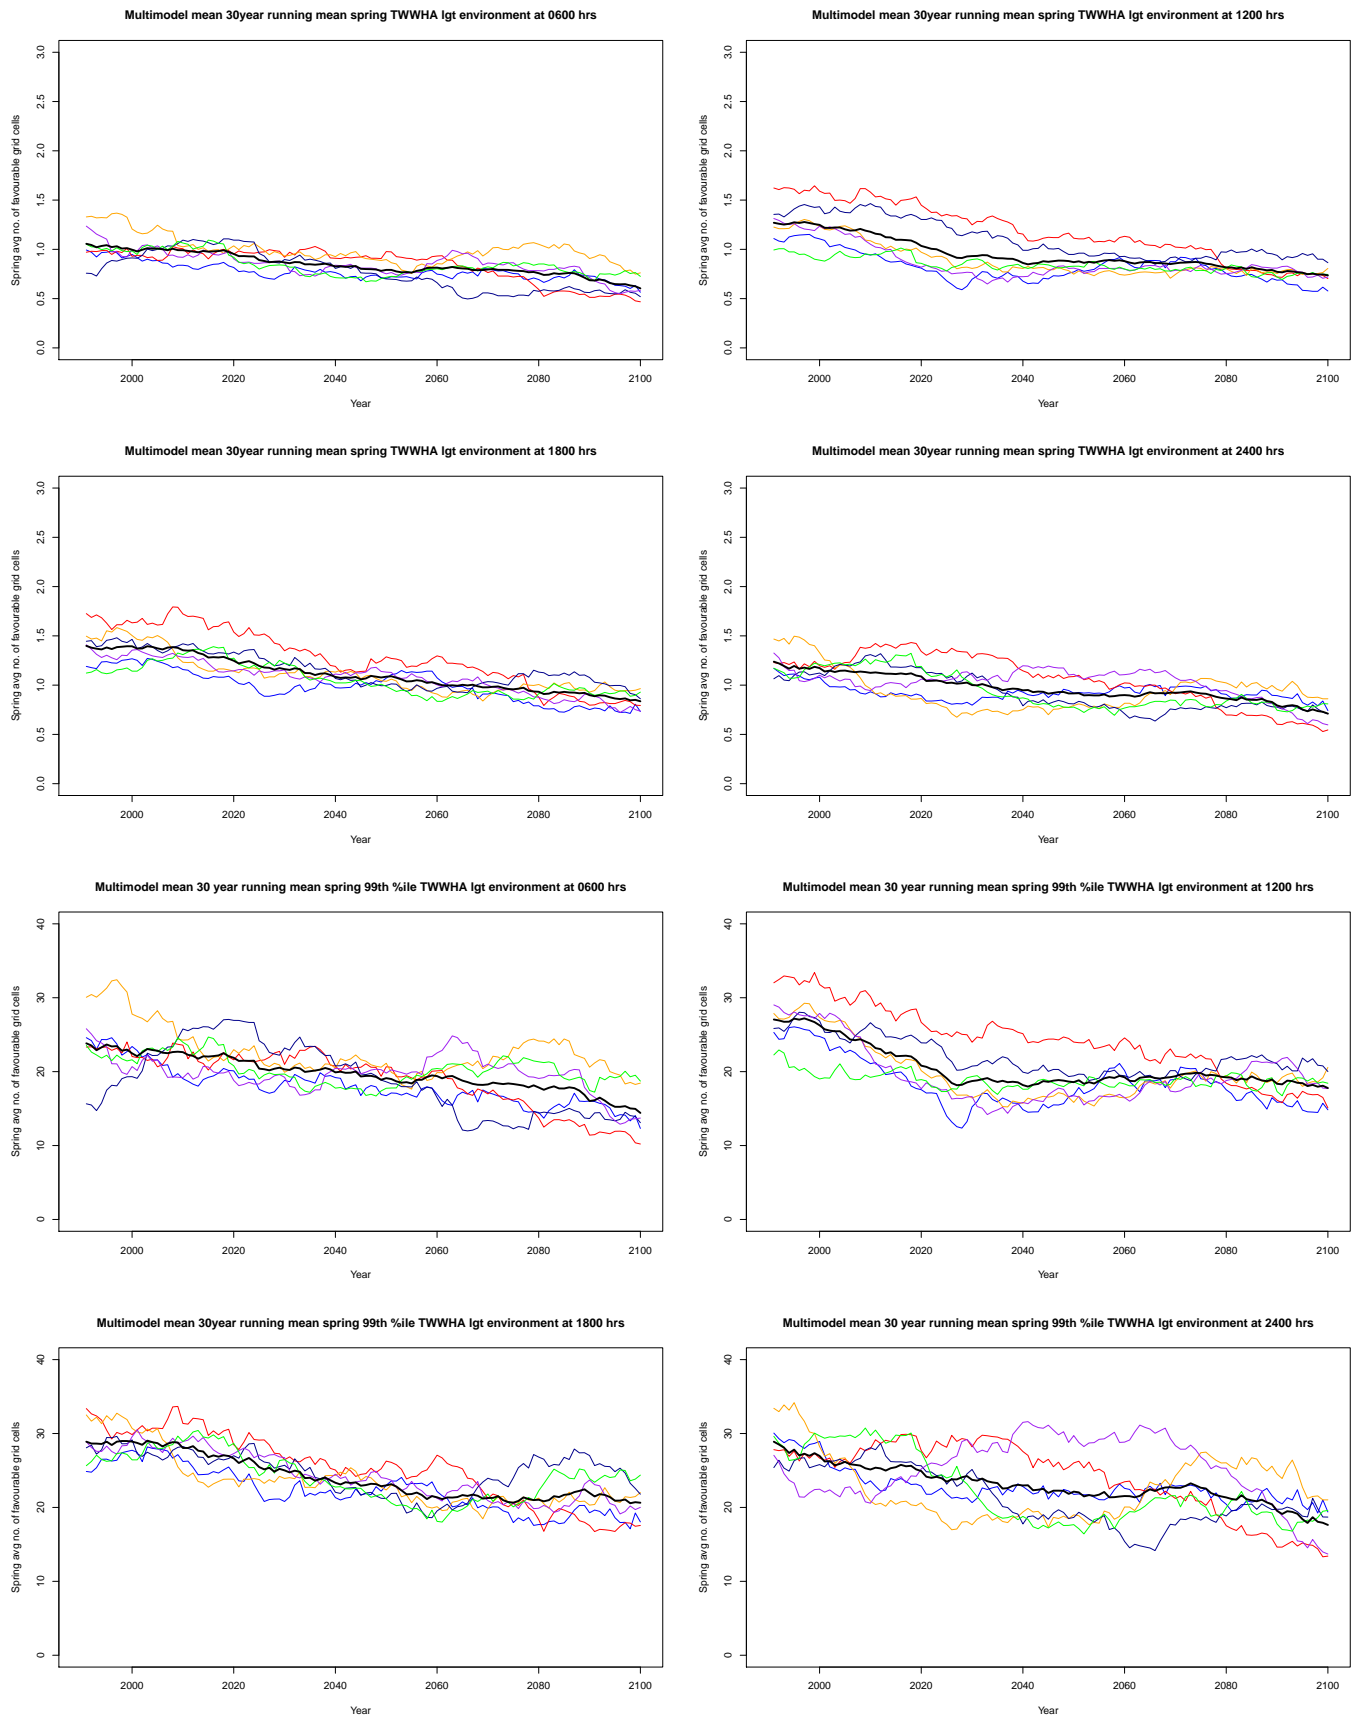 Multimodel mean 30year running mean spring TWWHA lgt environment at 0600 hrs
Spring avg no. of favourable grid cells
0.0 0.5 1.0 1.5 2.0 2.5 3.0
2000 2020 2040 2060 2080 2100
Year
Multimodel mean 30year running mean spring TWWHA lgt environment at 1200 hrs
Spring avg no. of favourable grid cells
0.0 0.5 1.0 1.5 2.0 2.5 3.0
2000 2020 2040 2060 2080 2100
Year
Multimodel mean 30year running mean spring TWWHA lgt environment at 1800 hrs
Spring avg no. of favourable grid cells
0.0 0.5 1.0 1.5 2.0 2.5 3.0
2000 2020 2040 2060 2080 2100
Year
Multimodel mean 30year running mean spring TWWHA lgt environment at 2400 hrs
Spring avg no. of favourable grid cells
0.0 0.5 1.0 1.5 2.0 2.5 3.0
2000 2020 2040 2060 2080 2100
Year
Multimodel mean 30 year running mean spring 99th %ile TWWHA lgt environment at 0600 hrs
Spring avg no. of favourable grid cells
0 10 20 30 40
2000 2020 2040 2060 2080 2100
Year
Multimodel mean 30 year running mean spring 99th %ile TWWHA lgt environment at 1200 hrs
Spring avg no. of favourable grid cells
0 10 20 30 40
2000 2020 2040 2060 2080 2100
Year
Multimodel mean 30year running mean spring 99th %ile TWWHA lgt environment at 1800 hrs
Spring avg no. of favourable grid cells
0 10 20 30 40
2000 2020 2040 2060 2080 2100
Year
Multimodel mean 30 year running mean spring 99th %ile TWWHA lgt environment at 2400 hrs
Spring avg no. of favourable grid cells
0 10 20 30 40
2000 2020 2040 2060 2080 2100
Year